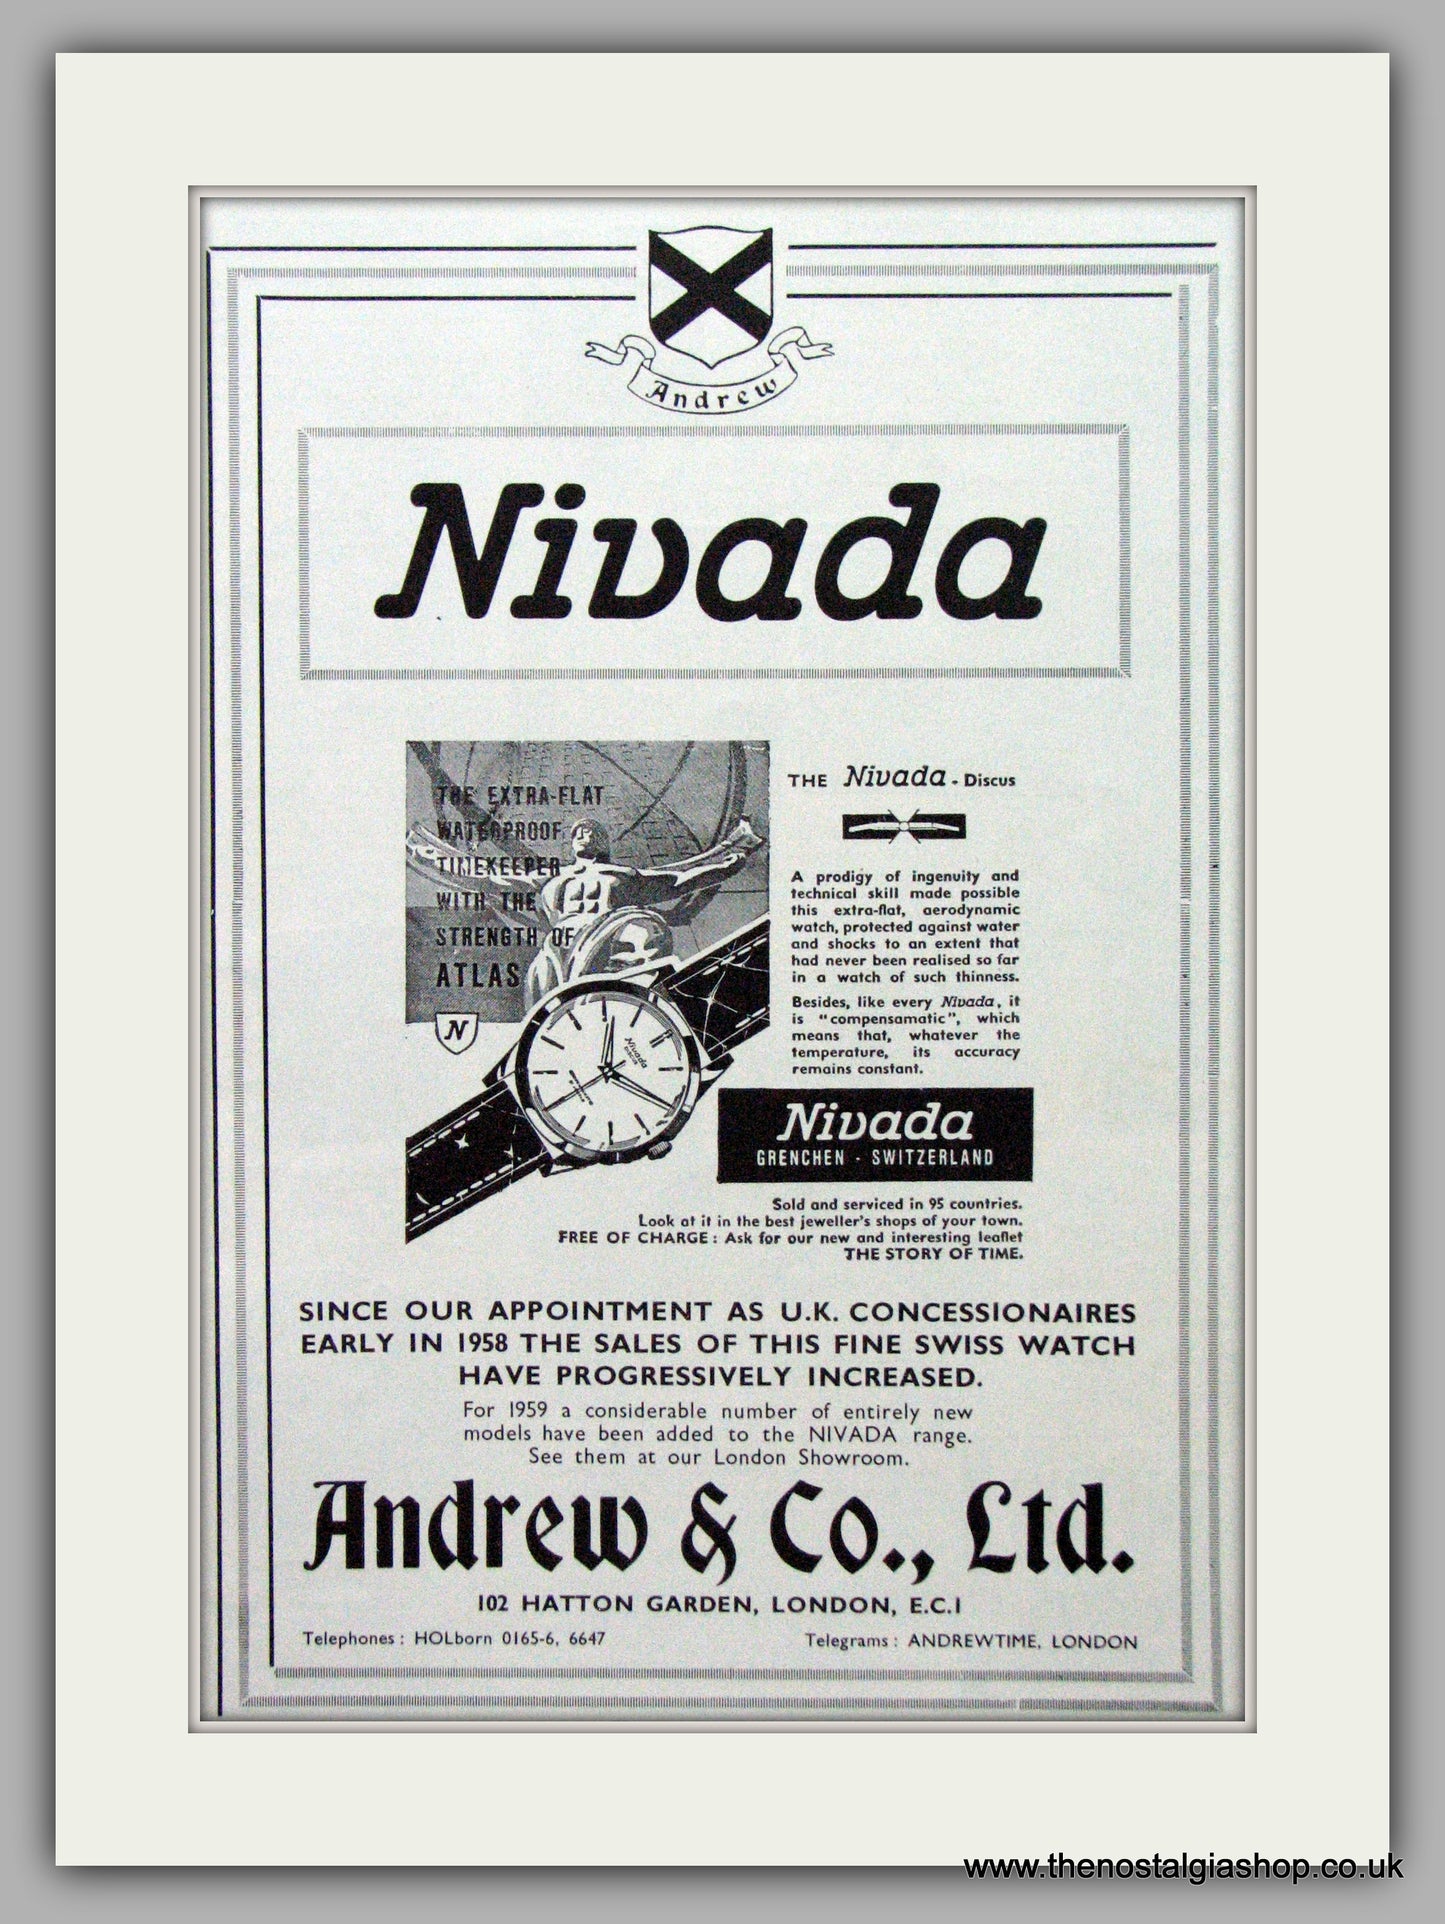 Andrew
Nivada
THE EXTRA-FLAT
WATERPROOF
TIMEKEEPER
WITH THE
STRENGTH OF
ATLAS
N
Nivada
DISCUS
THE Nivada - Discus
A prodigy of ingenuity and
technical skill made possible
this extra-flat, aerodynamic
watch, protected against water
and shocks to an extent that
had never been realised so far
in a watch of such thinness.
Besides, like every Nivada, it
is "compensamatic", which
means that, whatever the
temperature, its accuracy
remains constant.
Nivada
GRENCHEN - SWITZERLAND
Sold and serviced in 95 countries.
Look at it in the best jeweller's shops of your town.
FREE OF CHARGE : Ask for our new and interesting leaflet
THE STORY OF TIME.
SINCE OUR APPOINTMENT AS U.K. CONCESSIONAIRES
EARLY IN 1958 THE SALES OF THIS FINE SWISS WATCH
HAVE PROGRESSIVELY INCREASED.
For 1959 a considerable number of entirely new
models have been added to the NIVADA range.
See them at our London Showroom.
Andrew & Co., Ltd.
102 HATTON GARDEN, LONDON, E.C.1
Telephones : HOLborn 0165-6, 6647
Telegrams : ANDREWTIME, LONDON
www.thenostalgiashop.co.uk